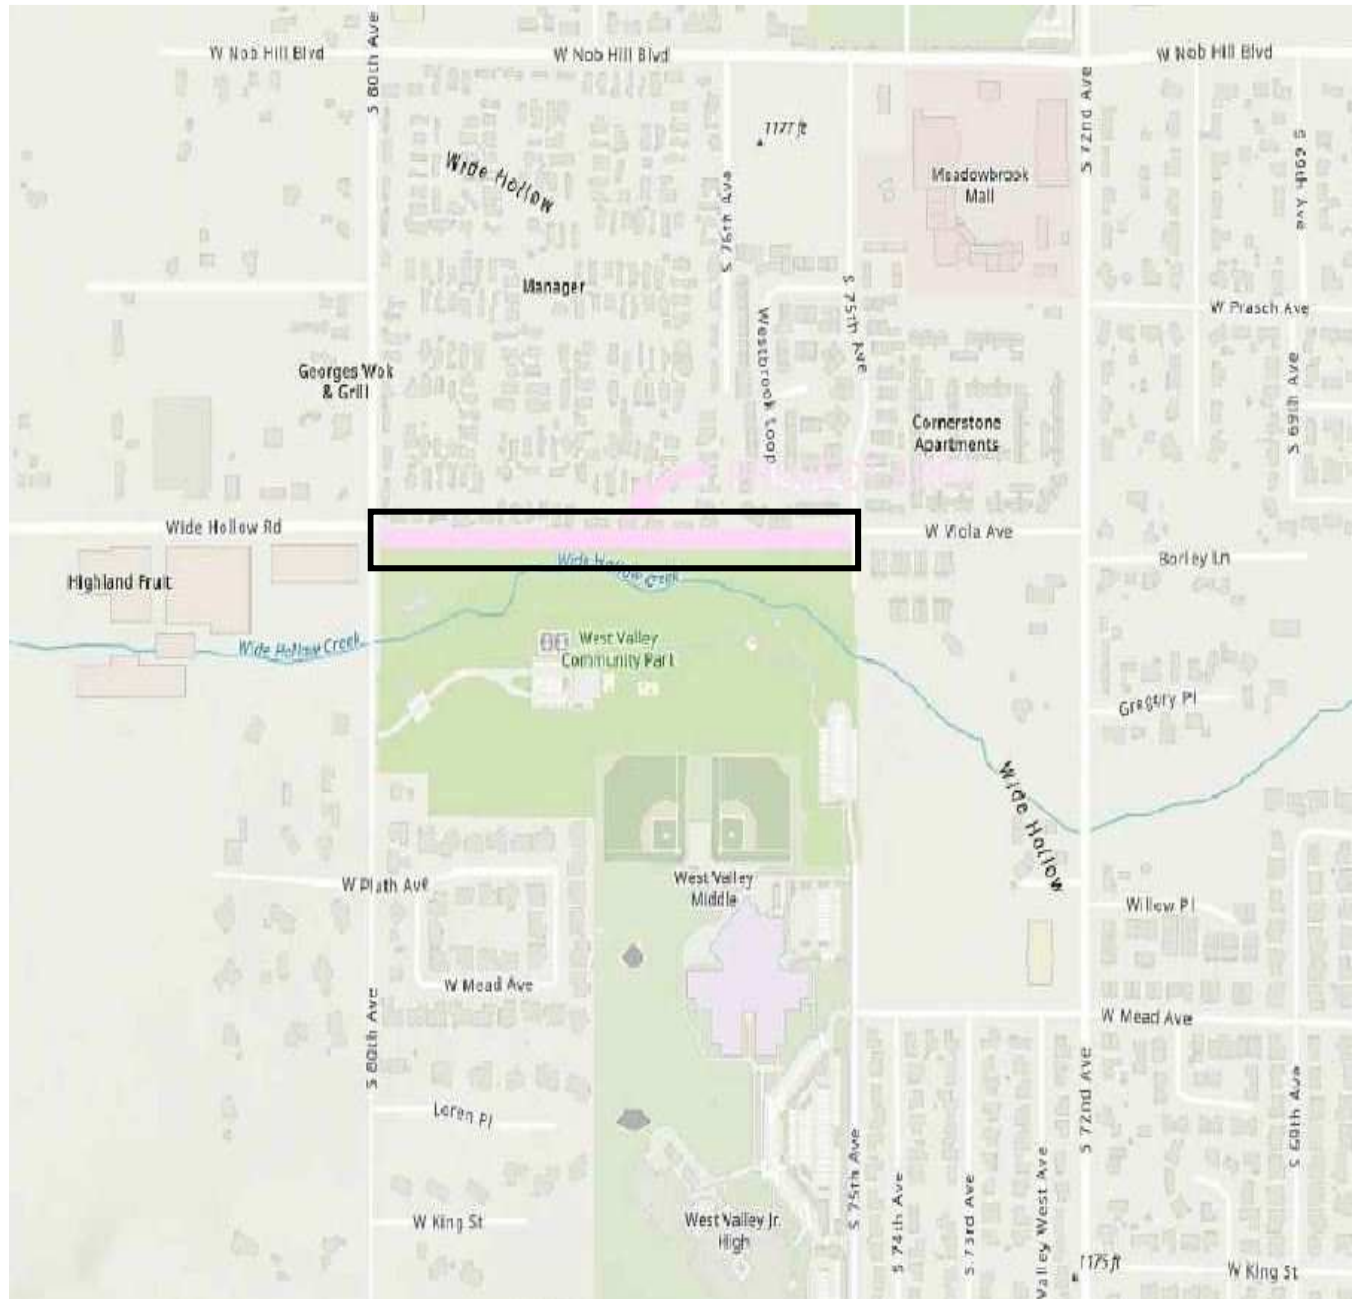 W Nob Hill Blvd
W Nob Hill Blvd
W Nob Hill Blvd
S 80th Ave
S 72nd Ave
1177 ft
S 69th Ave
Wide Hollow
Meadowbrook
Mall
S 76th Ave
Manager
S 75th Ave
W Prasch Ave
Westbrook Loop
Georges Wok
& Grill
S 69th Ave
Cornerstone
Apartments
Wide Hollow Rd
W Viola Ave
Wide Hollow Creek
Barley Ln
Highland Fruit
Wide Hollow Creek
West Valley
Community Park
Gregory Pl
Wide Hollow
West Valley
Middle
W Plath Ave
Willow Pl
W Mead Ave
W Mead Ave
S 80th Ave
S 72nd Ave
S 69th Ave
Loren Pl
S 75th Ave
S 74th Ave
S 73rd Ave
Valley West Ave
W King St
West Valley Jr.
High
1175 ft
W King St